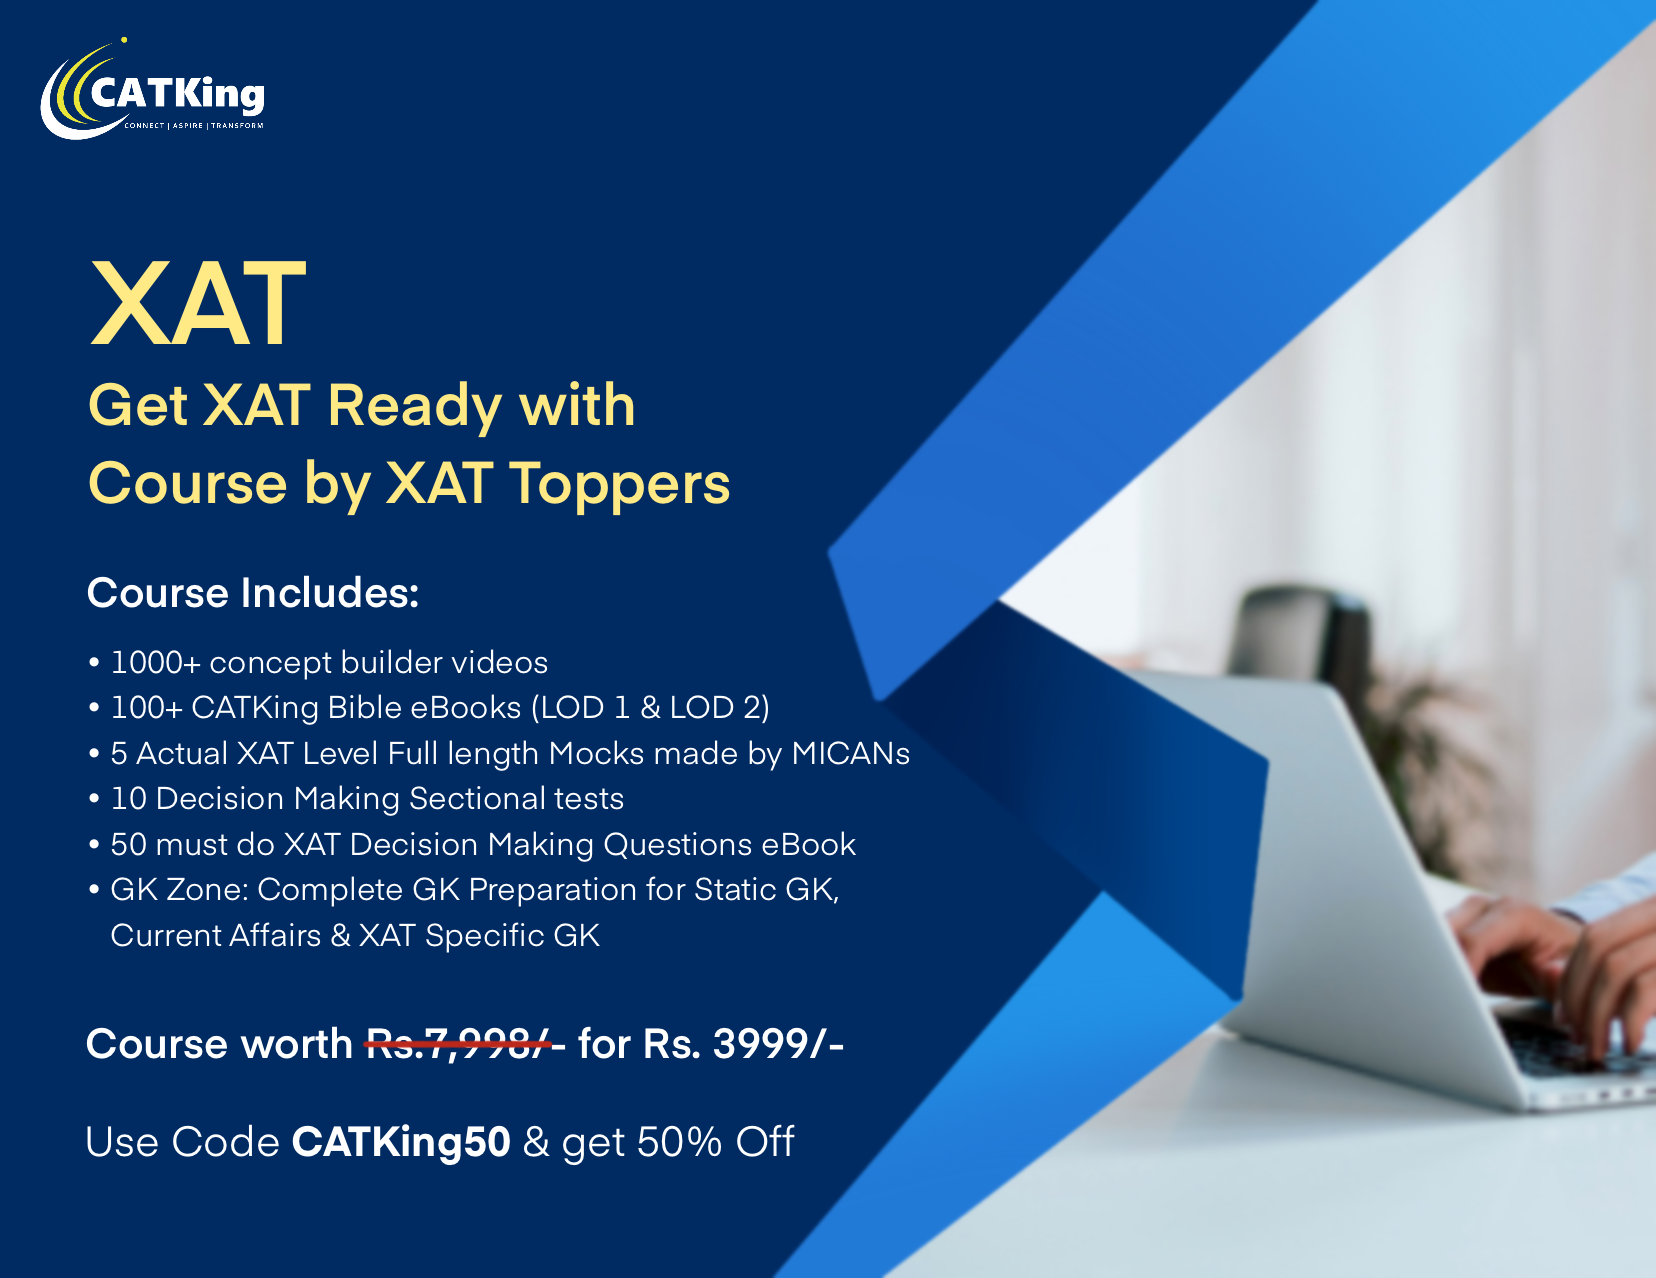 CATKing
CONNECT | ASPIRE | TRANSFORM
XAT
Get XAT Ready with
Course by XAT Toppers
Course Includes:
• 1000+ concept builder videos
• 100+ CATKing Bible eBooks (LOD 1 & LOD 2)
• 5 Actual XAT Level Full length Mocks made by MICANs
• 10 Decision Making Sectional tests
• 50 must do XAT Decision Making Questions eBook
• GK Zone: Complete GK Preparation for Static GK,
Current Affairs & XAT Specific GK
Course worth Rs.7,998/- for Rs. 3999/-
Use Code CATKing50 & get 50% Off